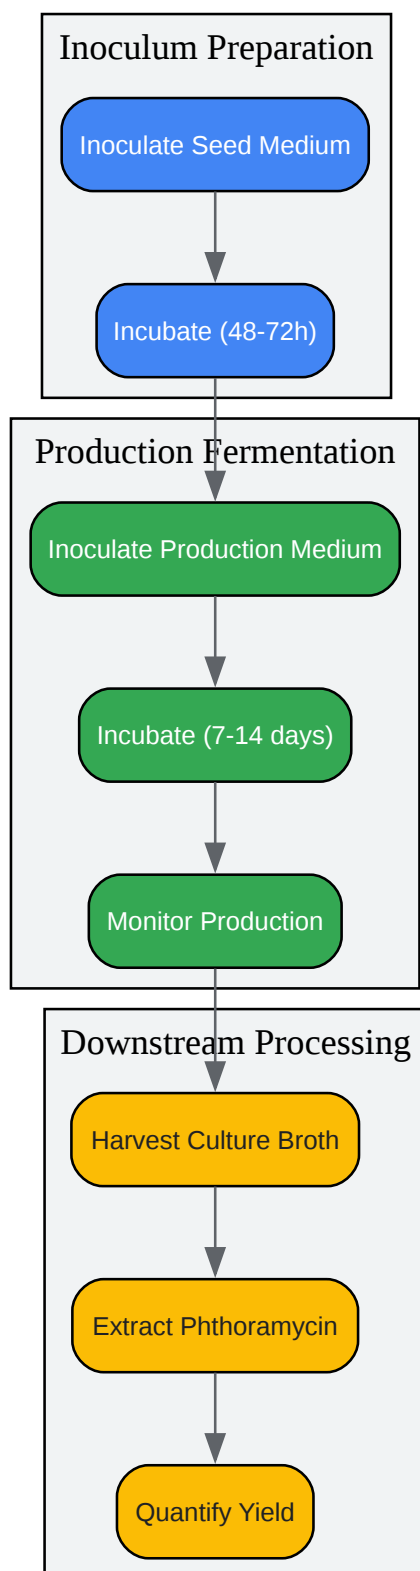 Inoculum Preparation
Inoculate Seed Medium
Incubate (48-72h)
Production Fermentation
Inoculate Production Medium
Incubate (7-14 days)
Monitor Production
Downstream Processing
Harvest Culture Broth
Extract Phthoramycin
Quantify Yield